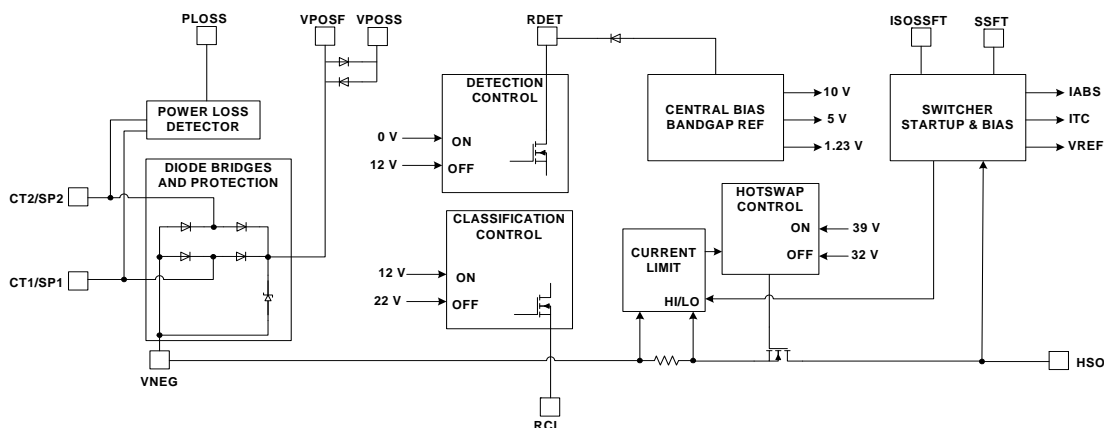 PLOSS
VPOSF
VPOSS
RDET
ISOSSFT
SSFT
POWER LOSS
DETECTOR
DETECTION
CONTROL
0 V
ON
12 V
OFF
CENTRAL BIAS
BANDGAP REF
10 V
5 V
1.23 V
SWITCHER
STARTUP & BIAS
IABS
ITC
VREF
DIODE BRIDGES
AND PROTECTION
CT2/SP2
CT1/SP1
VNEG
CLASSIFICATION
CONTROL
12 V
ON
22 V
OFF
CURRENT
LIMIT
HI/LO
HOTSWAP
CONTROL
ON
39 V
OFF
32 V
HSO
RCL